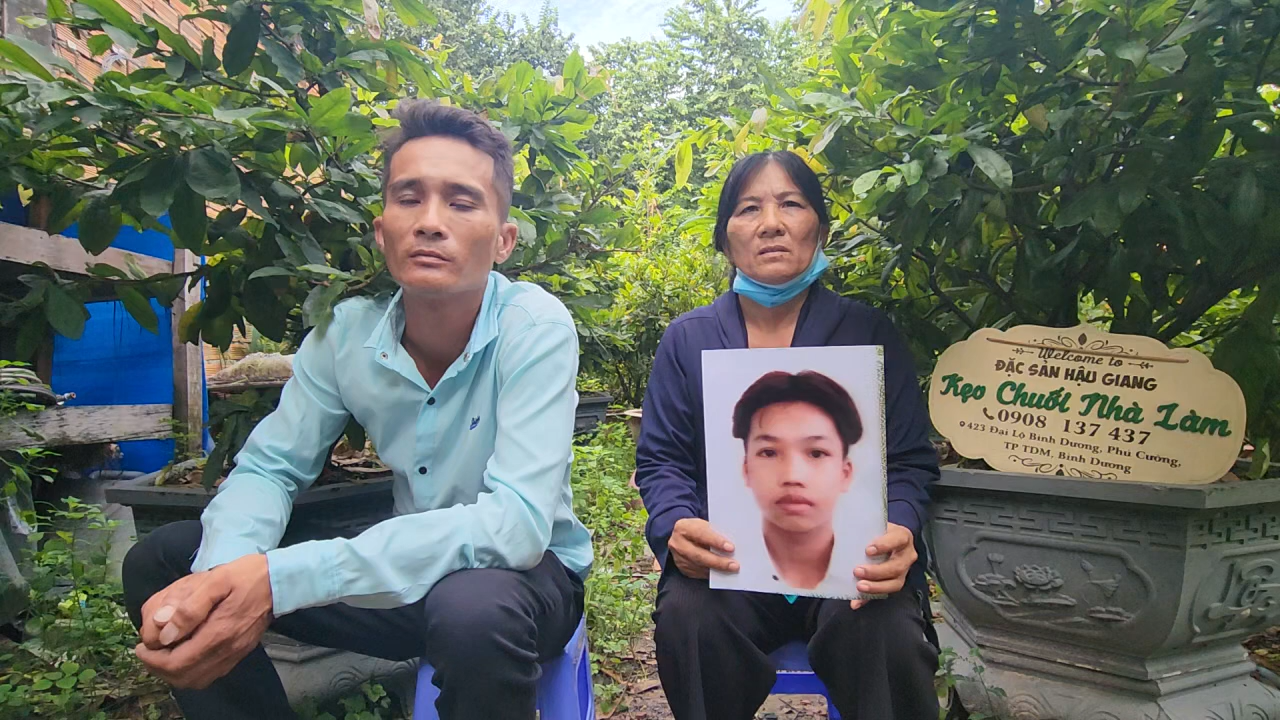 Welcome to
ĐẶC SẢN HẬU GIANG
Kẹo Chuối Nhà Làm
0908 137 437
423 Đại Lộ Bình Dương, Phú Cường,
TP TDM, Bình Dương